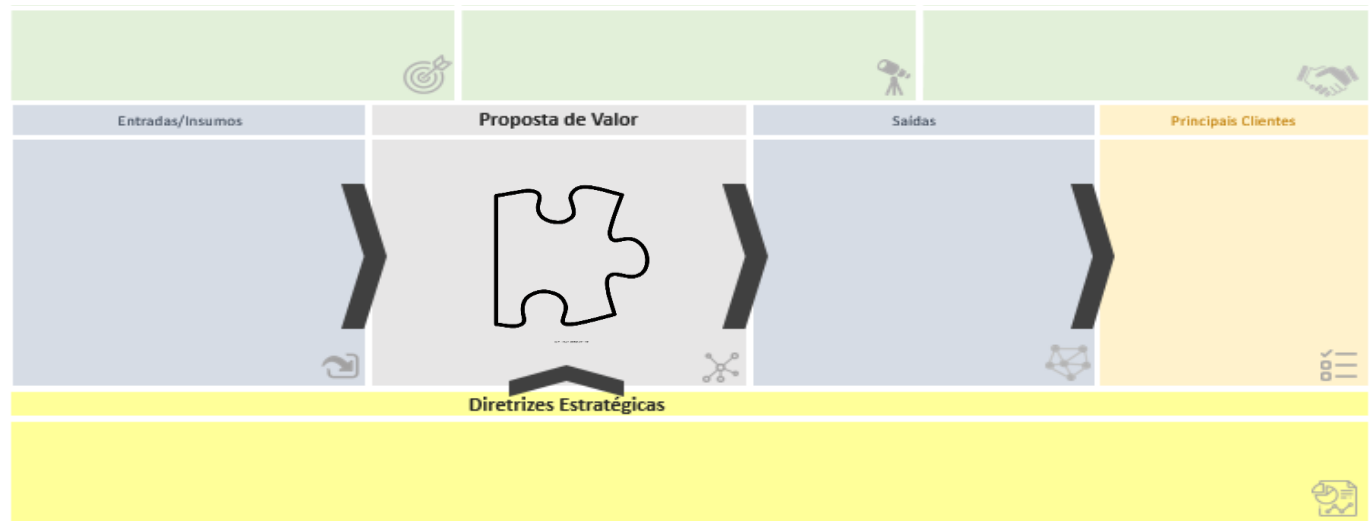 Entradas/Insumos
Proposta de Valor
Saídas
Principais Clientes
Diretrizes Estratégicas